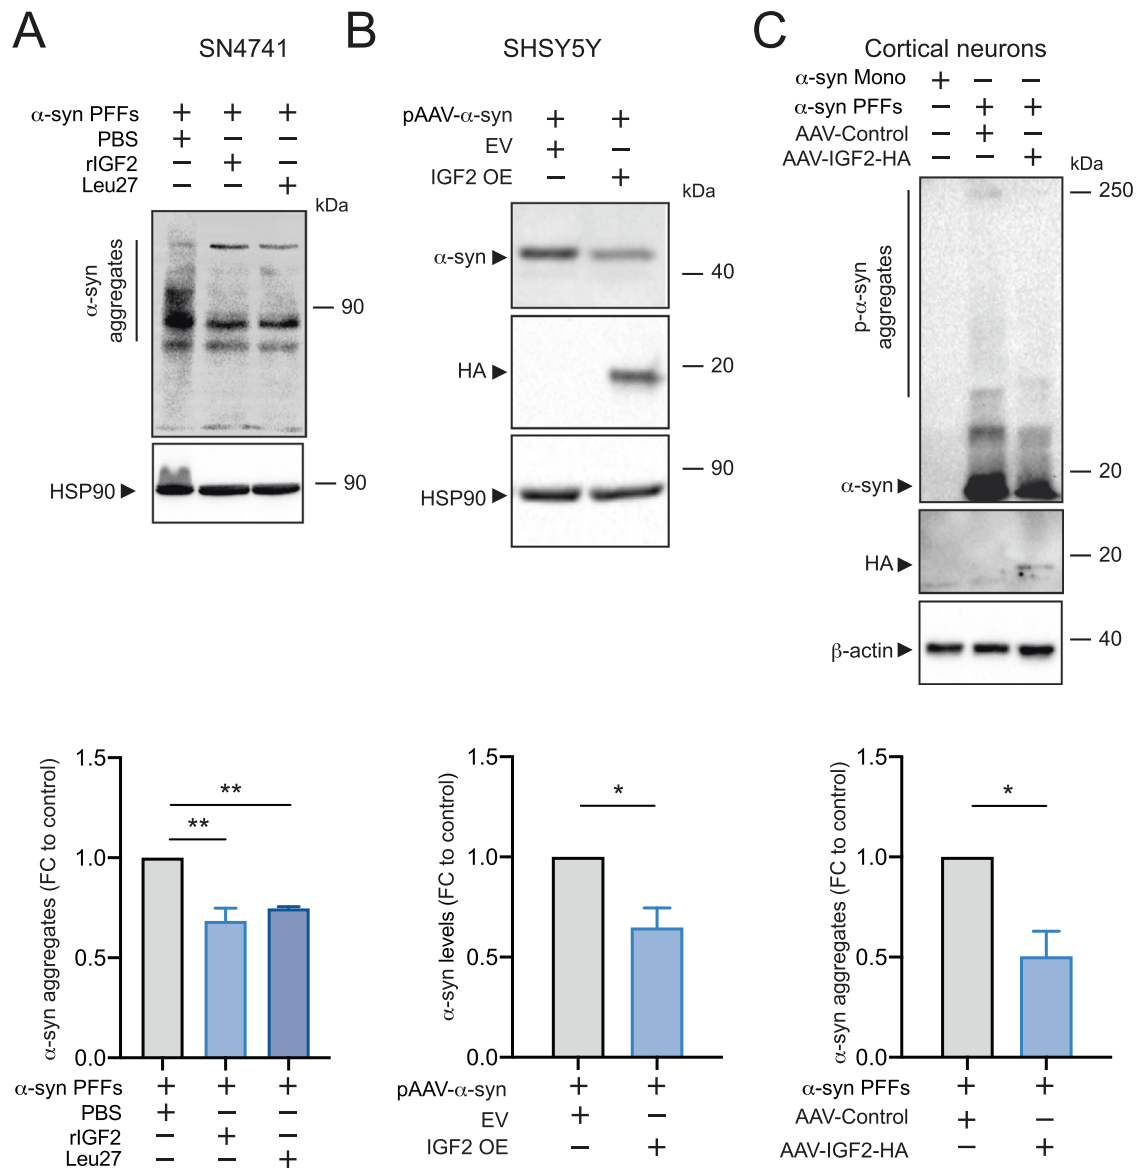 A
SN4741
α-syn PFFs + + +
PBS + – –
rIGF2 – + –
Leu27 – – +
kDa
α-syn
aggregates
90
HSP90
90
1.5
1.0
0.5
0.0
α-syn aggregates (FC to control)
**
**
α-syn PFFs + + +
PBS + – –
rIGF2 – + –
Leu27 – – +
B
SHSY5Y
pAAV-α-syn + +
EV + –
IGF2 OE – +
kDa
α-syn
40
HA
20
HSP90
90
1.5
1.0
0.5
0.0
α-syn levels (FC to control)
*
pAAV-α-syn + +
EV + –
IGF2 OE – +
C
Cortical neurons
α-syn Mono + – –
α-syn PFFs – + +
AAV-Control – + –
AAV-IGF2-HA – – +
kDa
250
p-α-syn
aggregates
20
α-syn
HA
20
β-actin
40
1.5
1.0
0.5
0.0
α-syn aggregates (FC to control)
*
α-syn PFFs + +
AAV-Control + –
AAV-IGF2-HA – +